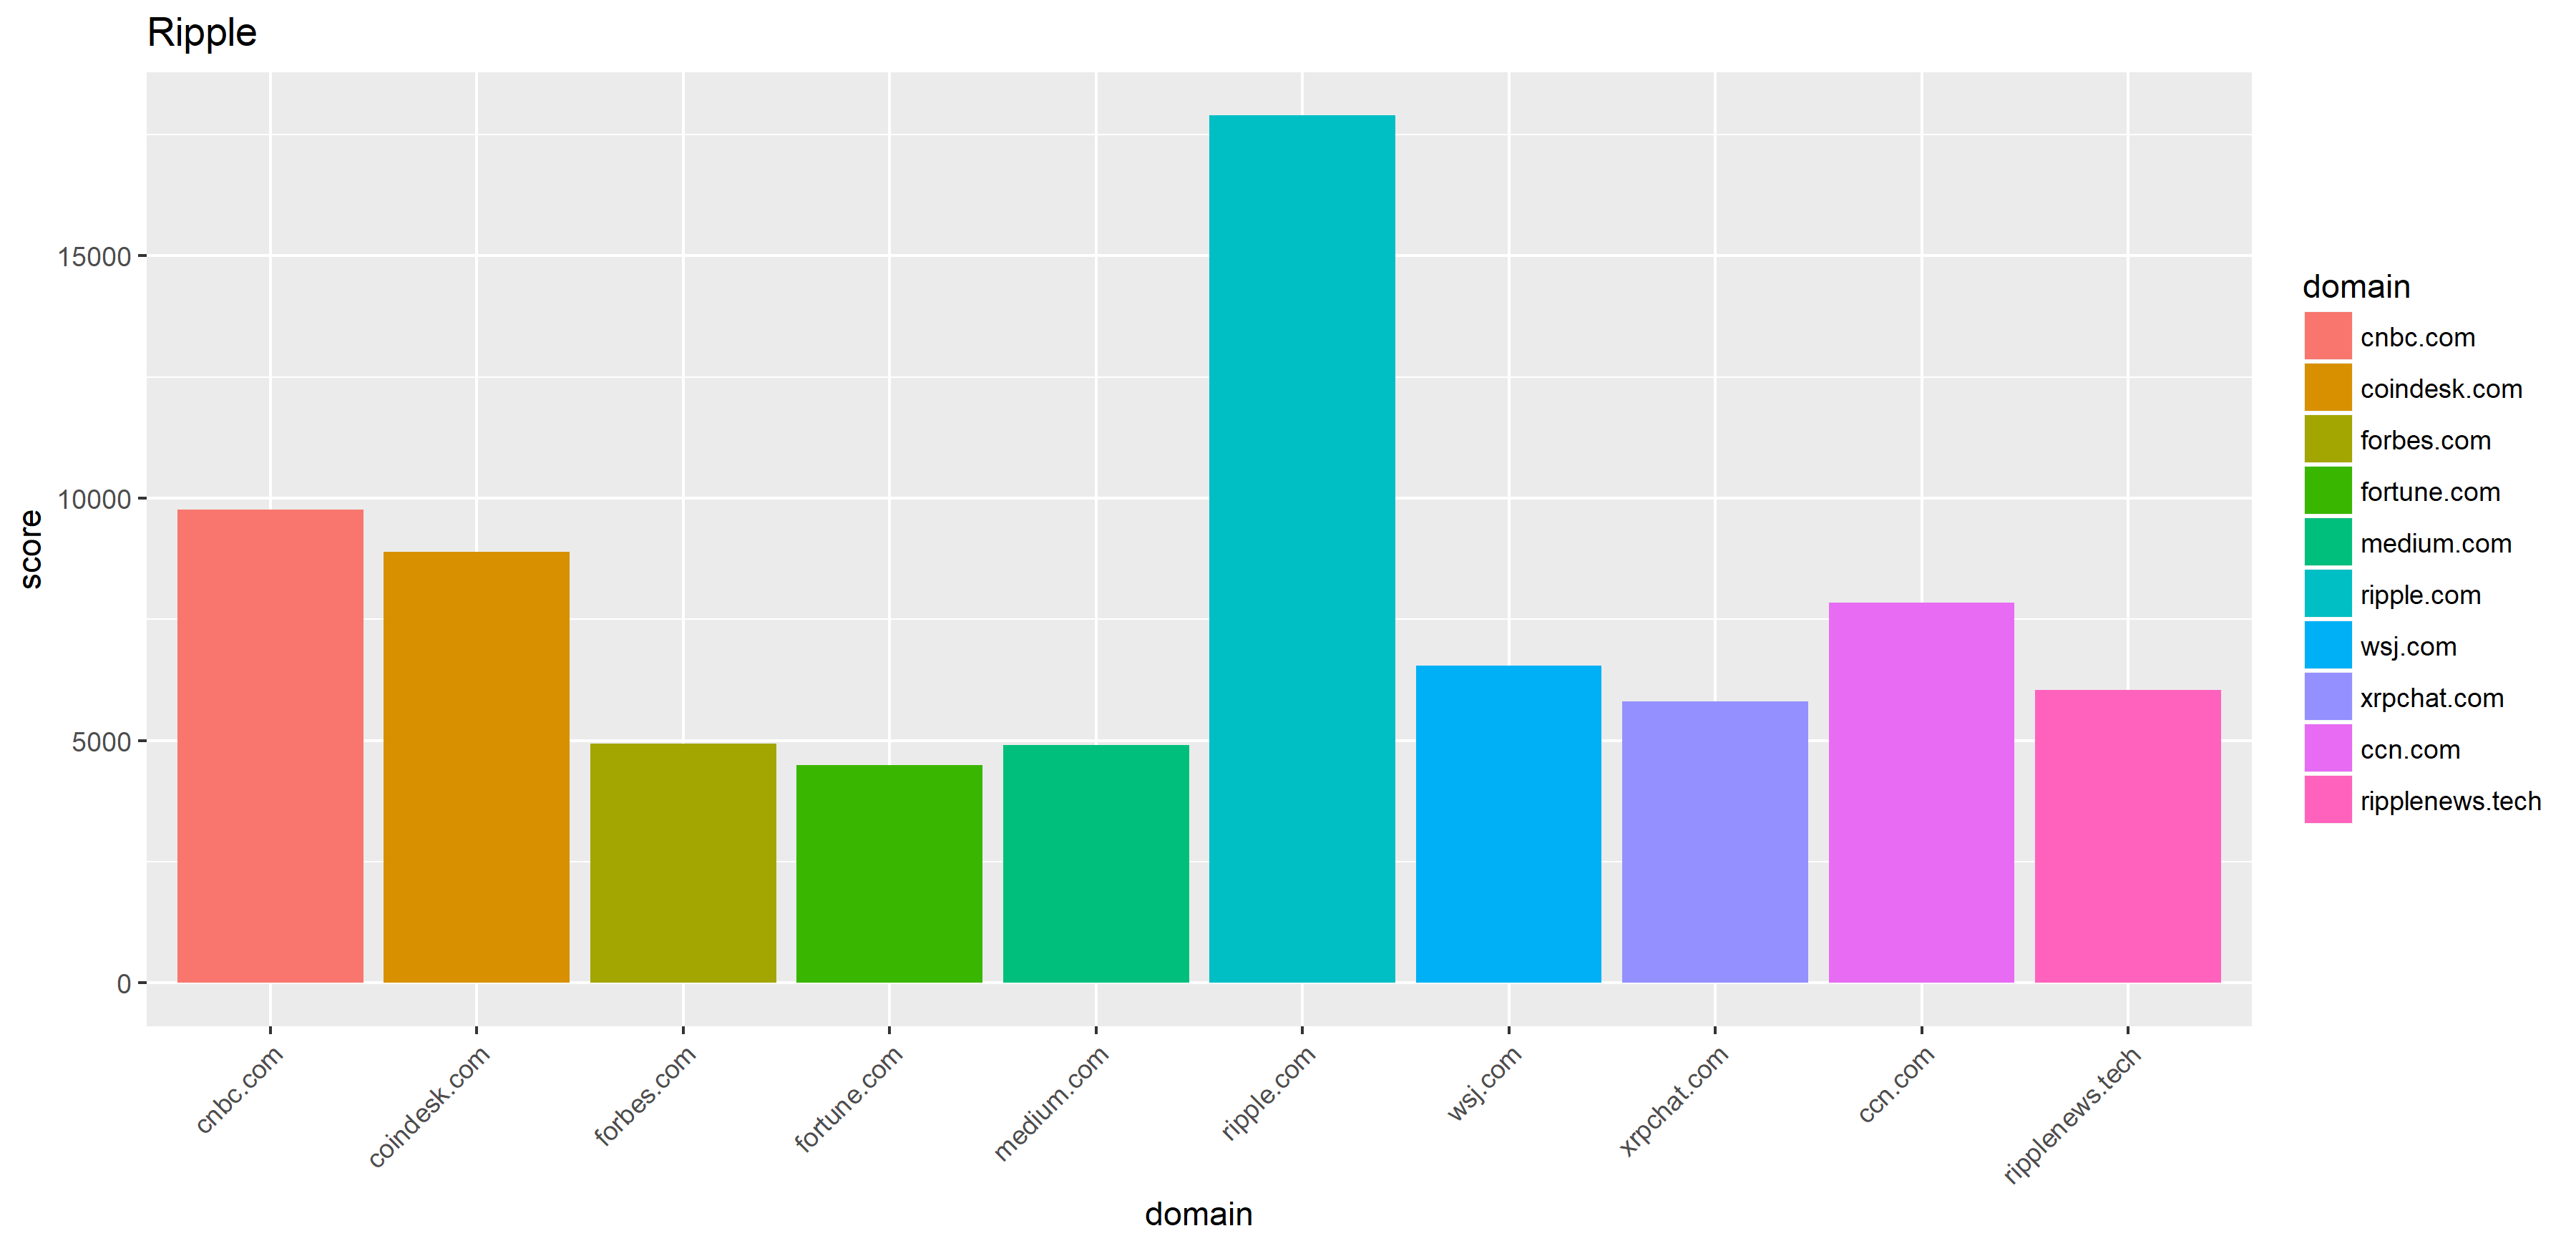 Ripple
score
15000
10000
5000
0
cnbc.com
coindesk.com
forbes.com
fortune.com
medium.com
ripple.com
wsj.com
xrpchat.com
ccn.com
ripplenews.tech
domain
domain
cnbc.com
coindesk.com
forbes.com
fortune.com
medium.com
ripple.com
wsj.com
xrpchat.com
ccn.com
ripplenews.tech